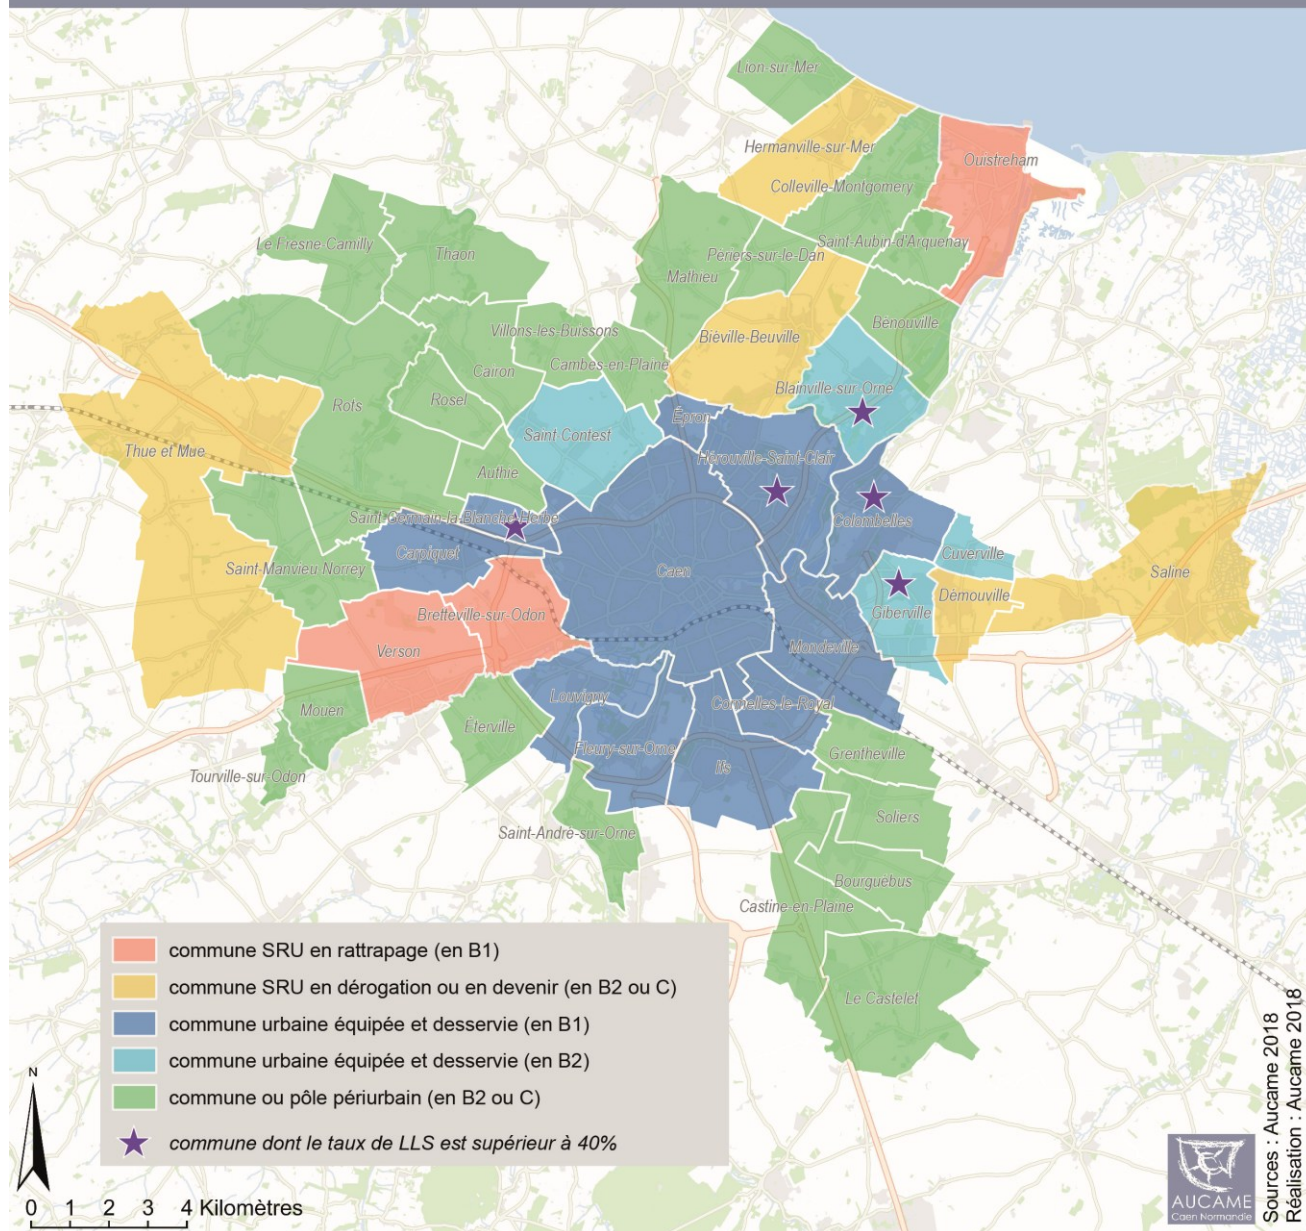 Lion-sur-Mer
Hermanville-sur-Mer
Ouistreham
Colleville-Montgomery
Le Fresne-Camilly
Thaon
Saint-Aubin-d'Arquenay
Périers-sur-le-Dan
Mathieu
Bénouville
Villons-les-Buissons
Biéville-Beuville
Cambes-en-Plaine
Cairon
Blainville-sur-Orne
Rosel
Rots
Épron
Saint-Contest
Thue et Mue
Hérouville-Saint-Clair
Authie
Saint-Germain-la-Blanche-Herbe
Colombelles
Carpiquet
Cuverville
Saint-Manvieu-Norrey
Caen
Saline
Démouville
Giberville
Bretteville-sur-Odon
Verson
Mondeville
Louvigny
Cormelles-le-Royal
Mouen
Éterville
Fleury-sur-Orne
Grentheville
Ifs
Tourville-sur-Odon
Soliers
Saint-André-sur-Orne
Bourguébus
Castine-en-Plaine
Le Castelet
commune SRU en rattrapage (en B1)
commune SRU en dérogation ou en devenir (en B2 ou C)
commune urbaine équipée et desservie (en B1)
commune urbaine équipée et desservie (en B2)
commune ou pôle périurbain (en B2 ou C)
commune dont le taux de LLS est supérieur à 40%
N
0 1 2 3 4 Kilomètres
AUCAME
Caen Normandie
Sources : Aucame 2018
Réalisation : Aucame 2018